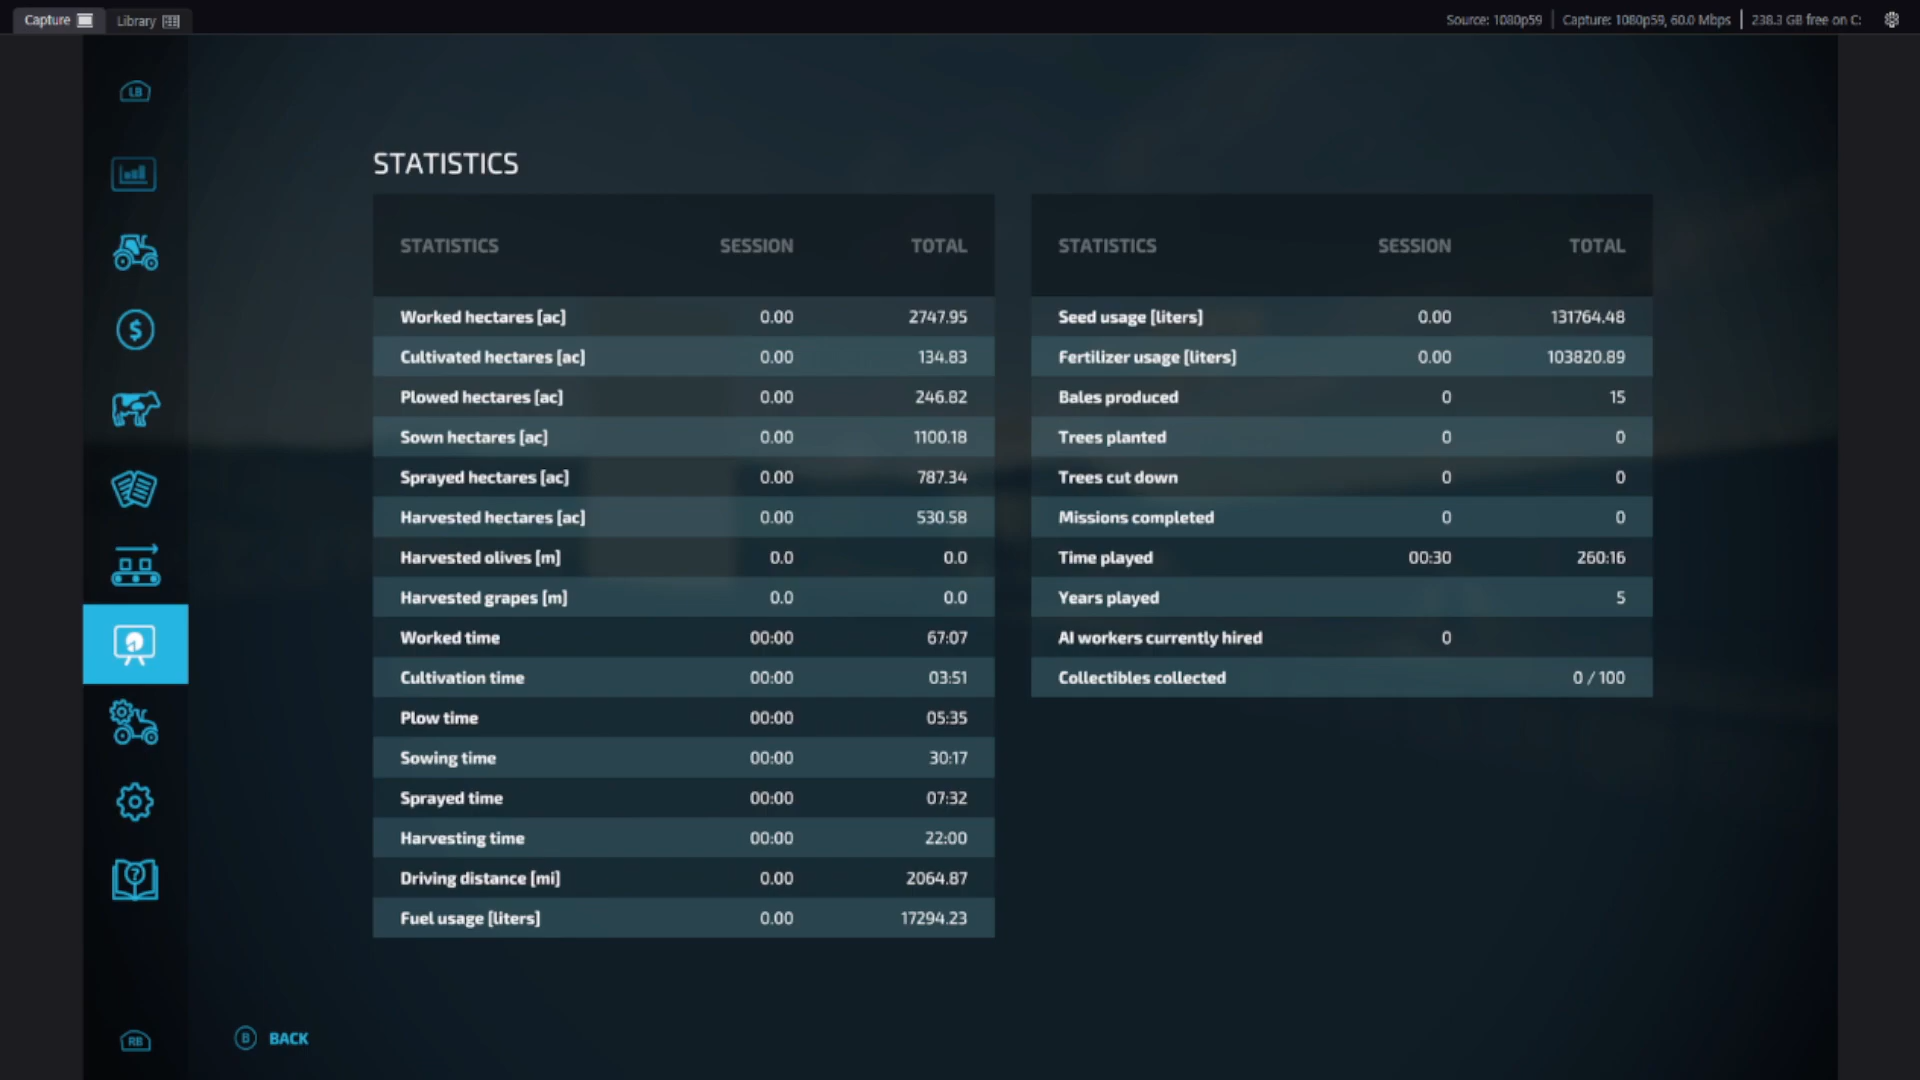 Capture Library Source: 1080p59 Capture: 1080p59, 60.0 Mbps 238.3 GB free on C:
LB
STATISTICS
STATISTICS SESSION TOTAL
Worked hectares [ac] 0.00 2747.95
Cultivated hectares [ac] 0.00 134.83
Plowed hectares [ac] 0.00 246.82
Sown hectares [ac] 0.00 1100.18
Sprayed hectares [ac] 0.00 787.34
Harvested hectares [ac] 0.00 530.58
Harvested olives [m] 0.0 0.0
Harvested grapes [m] 0.0 0.0
Worked time 00:00 67:07
Cultivation time 00:00 03:51
Plow time 00:00 05:35
Sowing time 00:00 30:17
Sprayed time 00:00 07:32
Harvesting time 00:00 22:00
Driving distance [mi] 0.00 2064.87
Fuel usage [liters] 0.00 17294.23
STATISTICS SESSION TOTAL
Seed usage [liters] 0.00 131764.48
Fertilizer usage [liters] 0.00 103820.89
Bales produced 0 15
Trees planted 0 0
Trees cut down 0 0
Missions completed 0 0
Time played 00:30 260:16
Years played 5
AI workers currently hired 0
Collectibles collected 0 / 100
RB
B BACK